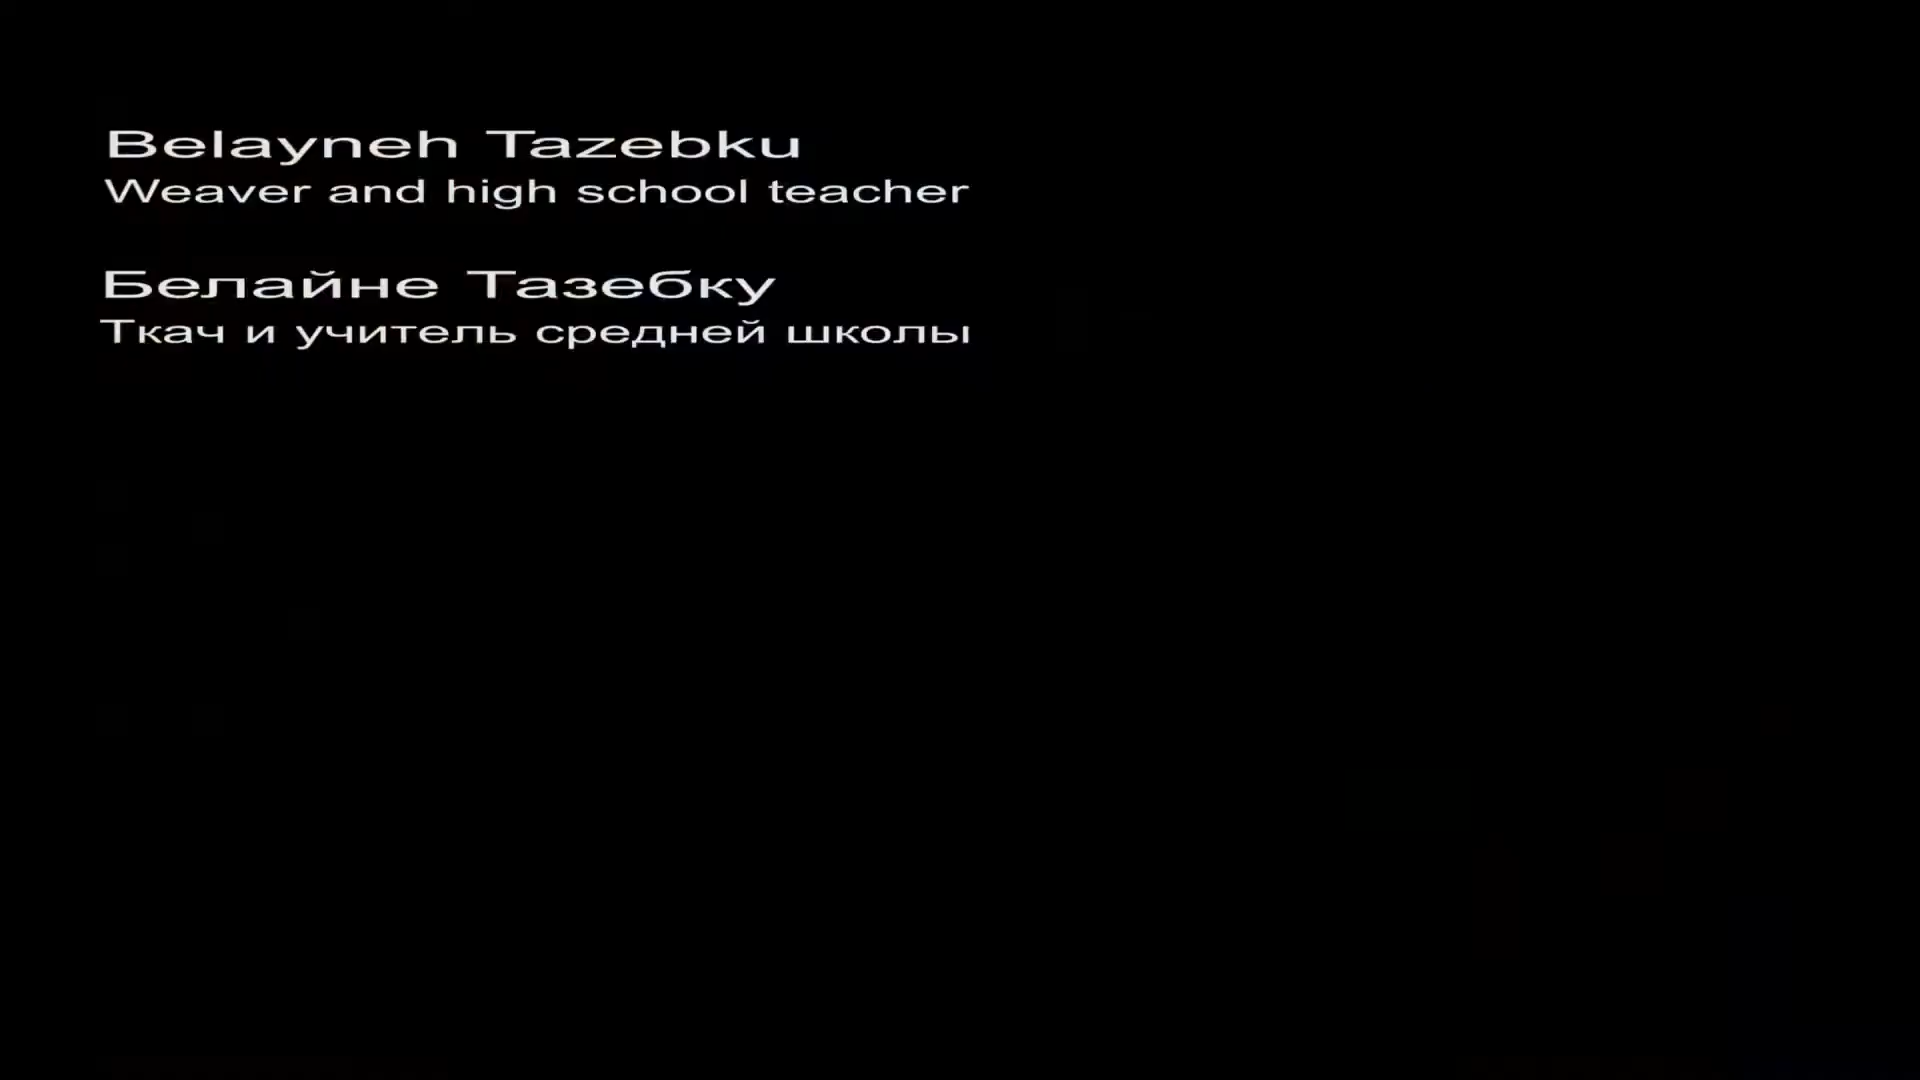 Belayneh Tazebku
Weaver and high school teacher
Белайне Тазебку
Ткач и учитель средней школы